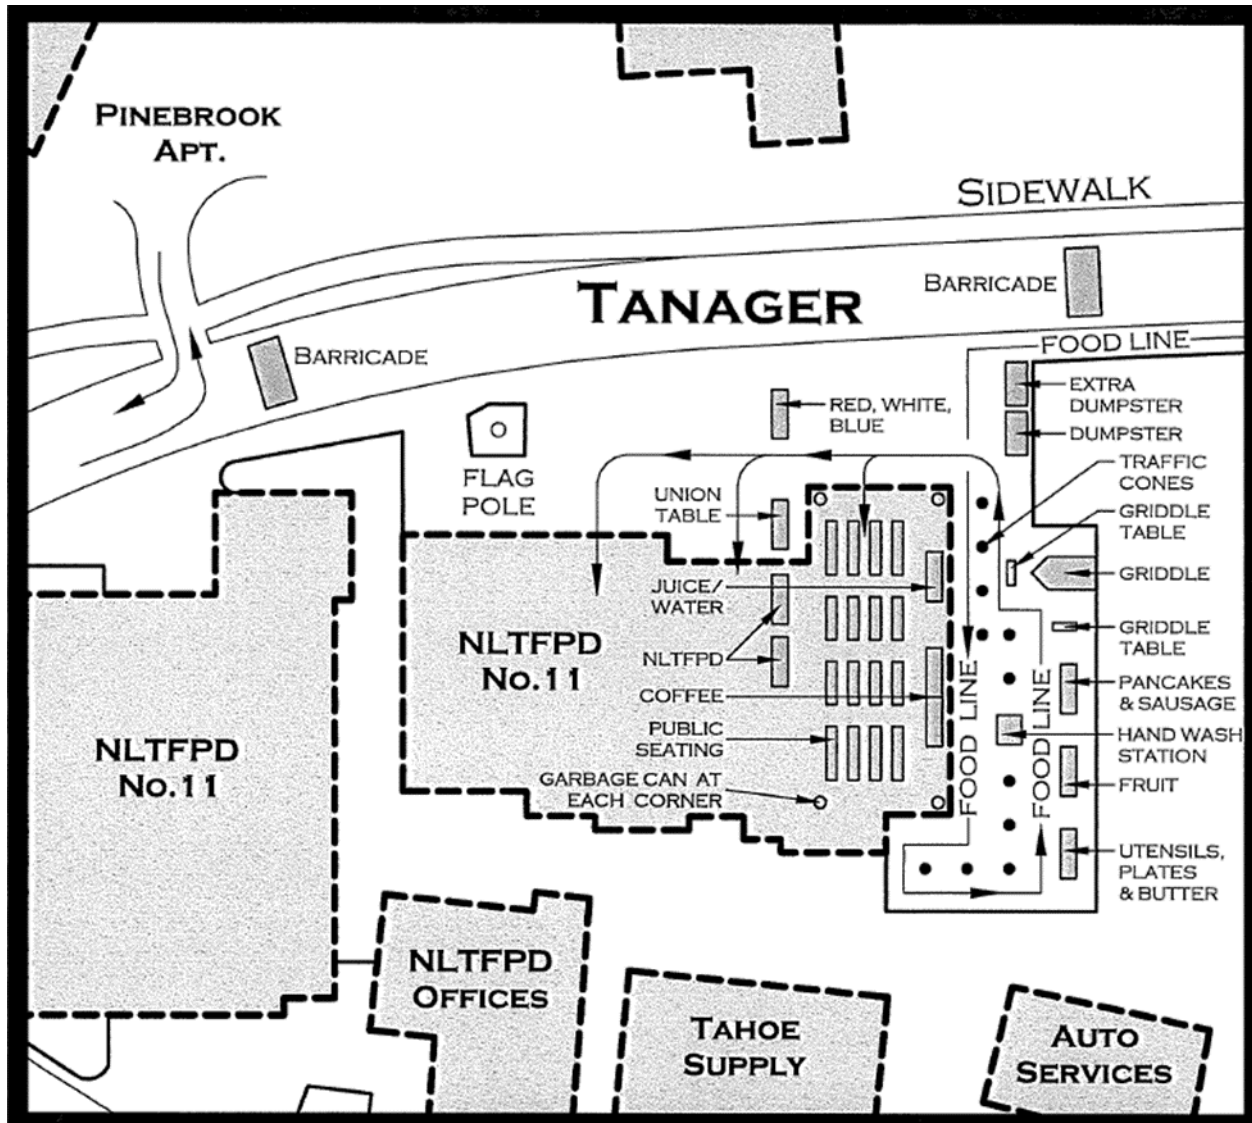 PINEBROOK
APT.
SIDEWALK
BARRICADE
TANAGER
FOOD LINE
BARRICADE
EXTRA
DUMPSTER
RED, WHITE,
BLUE
DUMPSTER
FLAG
POLE
TRAFFIC
CONES
UNION
TABLE
GRIDDLE
TABLE
JUICE/
WATER
GRIDDLE
NLTFPD
No.11
GRIDDLE
TABLE
NLTFPD
COFFEE
PANCAKES
& SAUSAGE
PUBLIC
SEATING
FOOD LINE
FOOD LINE
HAND WASH
STATION
NLTFPD
No.11
GARBAGE CAN AT
EACH CORNER
FRUIT
UTENSILS,
PLATES
& BUTTER
NLTFPD
OFFICES
TAHOE
SUPPLY
AUTO
SERVICES